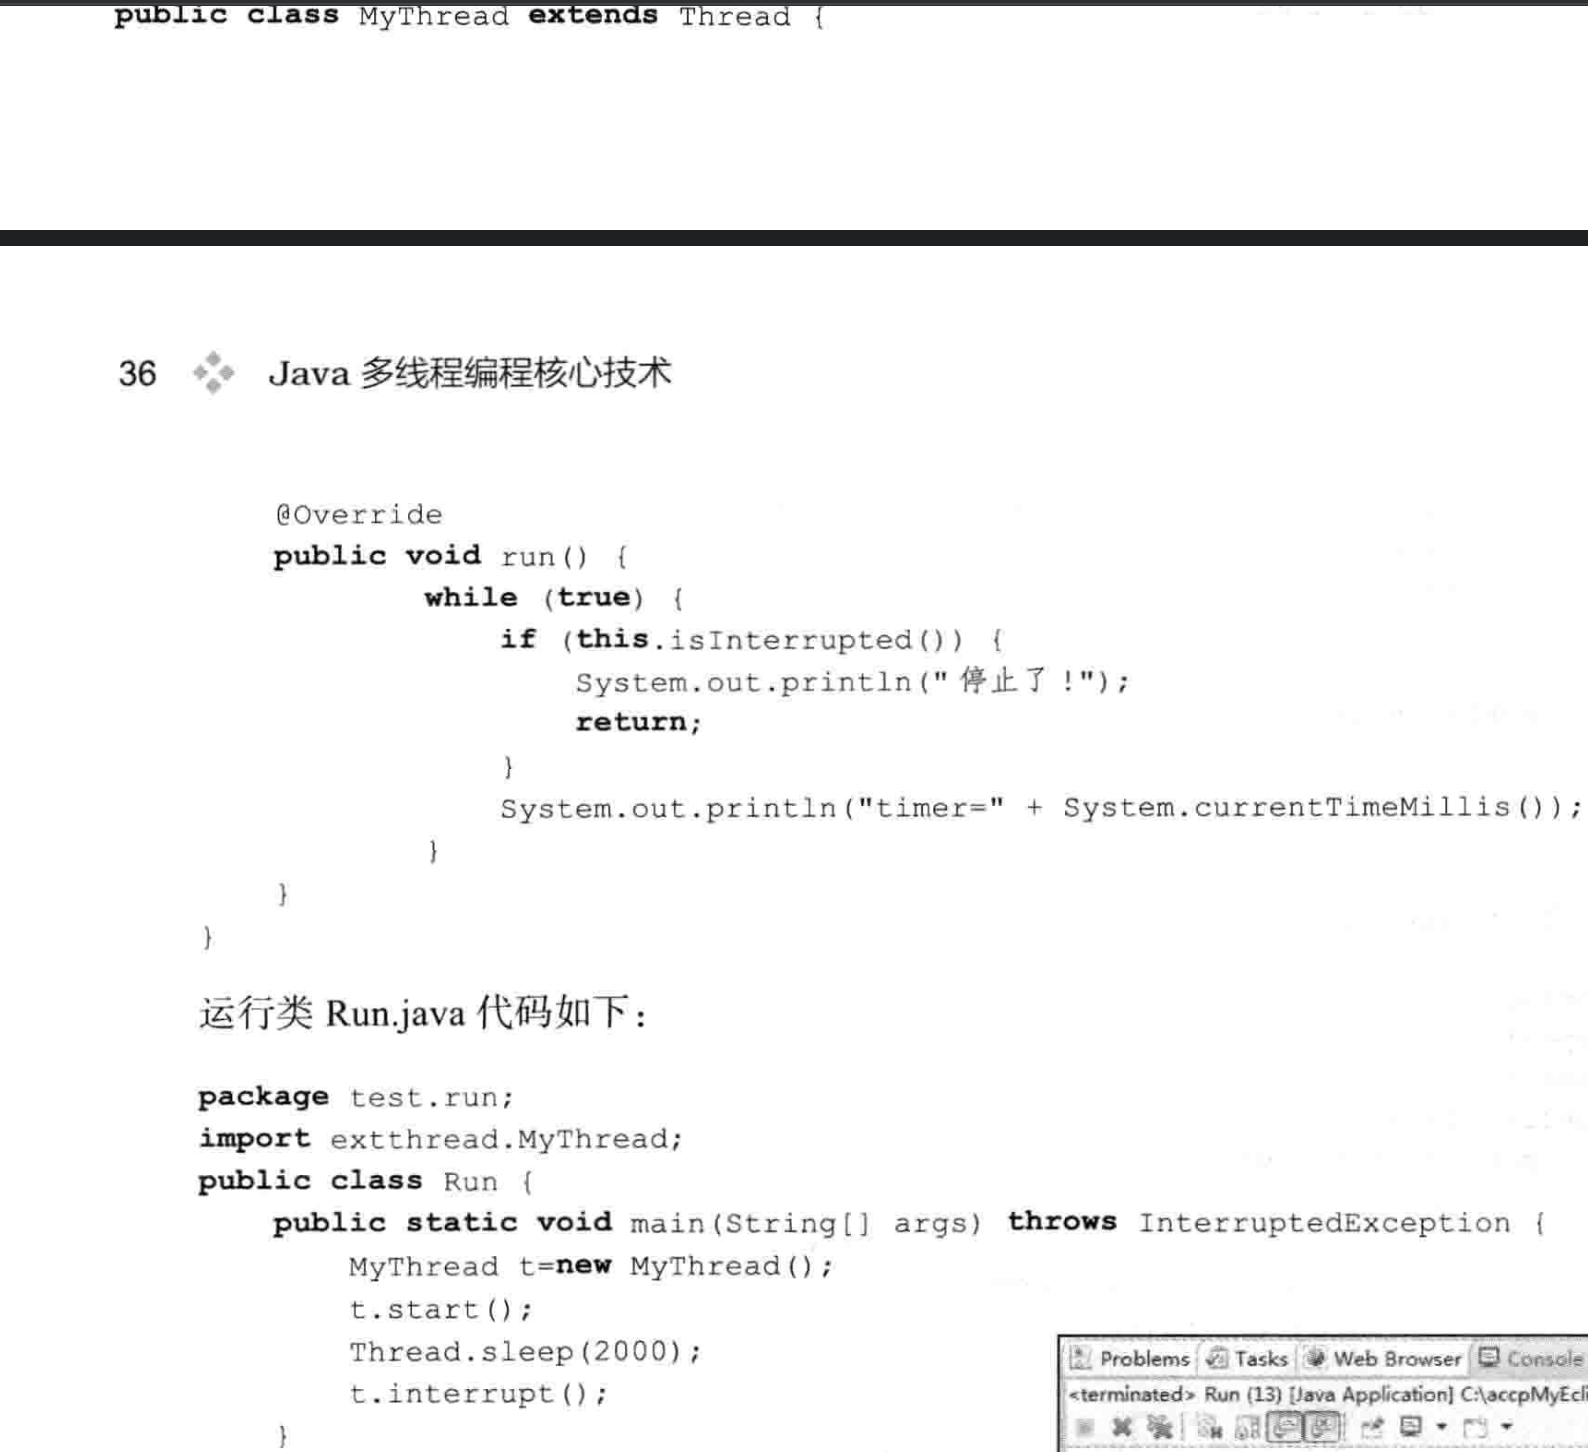 public class MyThread extends Thread {
36 Java 多线程编程核心技术
@Override
public void run() {
while (true) {
if (this.isInterrupted()) {
System.out.println(" 停止了 !");
return;
}
System.out.println("timer=" + System.currentTimeMillis());
}
}
}
运行类 Run.java 代码如下：
package test.run;
import extthread.MyThread;
public class Run {
public static void main(String[] args) throws InterruptedException {
MyThread t=new MyThread();
t.start();
Thread.sleep(2000);
t.interrupt();
}
Problems Tasks Web Browser Console
<terminated> Run (13) [Java Application] C:\accpMyEcli